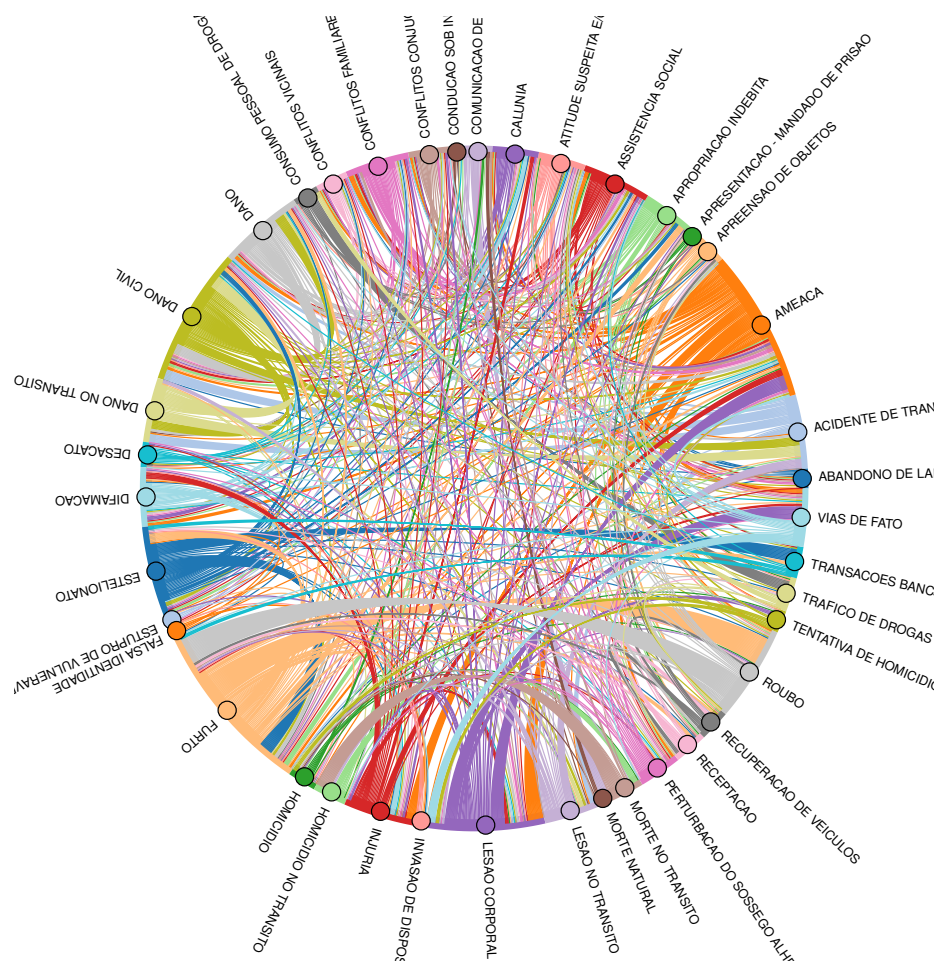 CONSUMO PESSOAL DE DROGA
CONFLITOS VICINAIS
CONFLITOS FAMILIARE
CONFLITOS CONJU
CONDUCAO SOB IN
COMUNICACAO DE
CALUNIA
ATITUDE SUSPEITA E/
ASSISTENCIA SOCIAL
APROPRIACAO INDEBITA
APRESENTACAO - MANDADO DE PRISAO
APREENSAO DE OBJETOS
AMEACA
ACIDENTE DE TRAN
ABANDONO DE LA
VIAS DE FATO
TRANSACOES BANC
TRAFICO DE DROGAS
TENTATIVA DE HOMICIDIO
ROUBO
RECUPERACAO DE VEICULOS
RECEPTACAO
PERTURBACAO DO SOSSEGO ALHE
MORTE NO TRANSITO
MORTE NATURAL
LESAO NO TRANSITO
LESAO CORPORAL
INVASAO DE DISPOS
INJURIA
HOMICIDIO NO TRANSITO
HOMICIDIO
FURTO
FALSA IDENTIDADE
ESTUPRO DE VULNERAV
ESTELIONATO
DIFAMACAO
DESACATO
DANO NO TRANSITO
DANO CIVIL
DANO